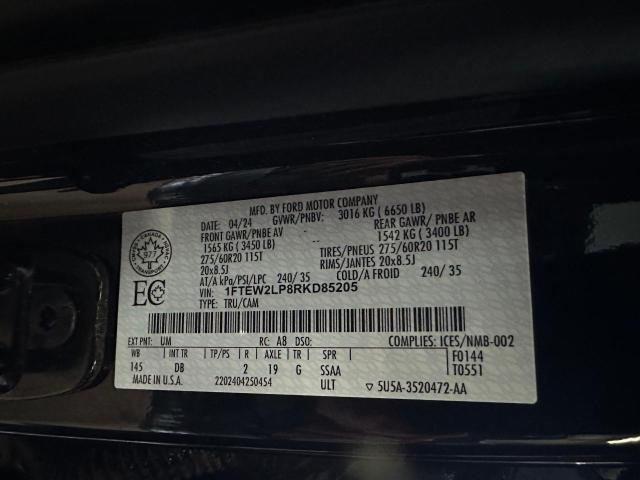 MFD. BY FORD MOTOR COMPANY
DATE: 04/24 GVWR/PNBV: 3016 KG ( 6650 LB)
FRONT GAWR/PNBE AV REAR GAWR/ PNBE AR
1565 KG ( 3450 LB) -- 1542 KG ( 3400 LB)
275/60R20 115T TIRES/PNEUS 275/60R20 115T
20x8.5J RIMS/JANTES 20x8.5J
AT/A kPa/PSI/LPC 240/ 35 COLD/A FROID 240/ 35
VIN: 1FTEW2LP8RKD85205
TYPE: TRU/CAM
CANADA
977
EC
EXT PNT: UM RC: A8 DSO: COMPLIES: ICES/NMB-002
WB INT TR TP/PS R AXLE TR SPR F0144
145 DB 2 19 G SSAA T0551
MADE IN U.S.A. 22024042S0454 ULT 5U5A-3520472-AA